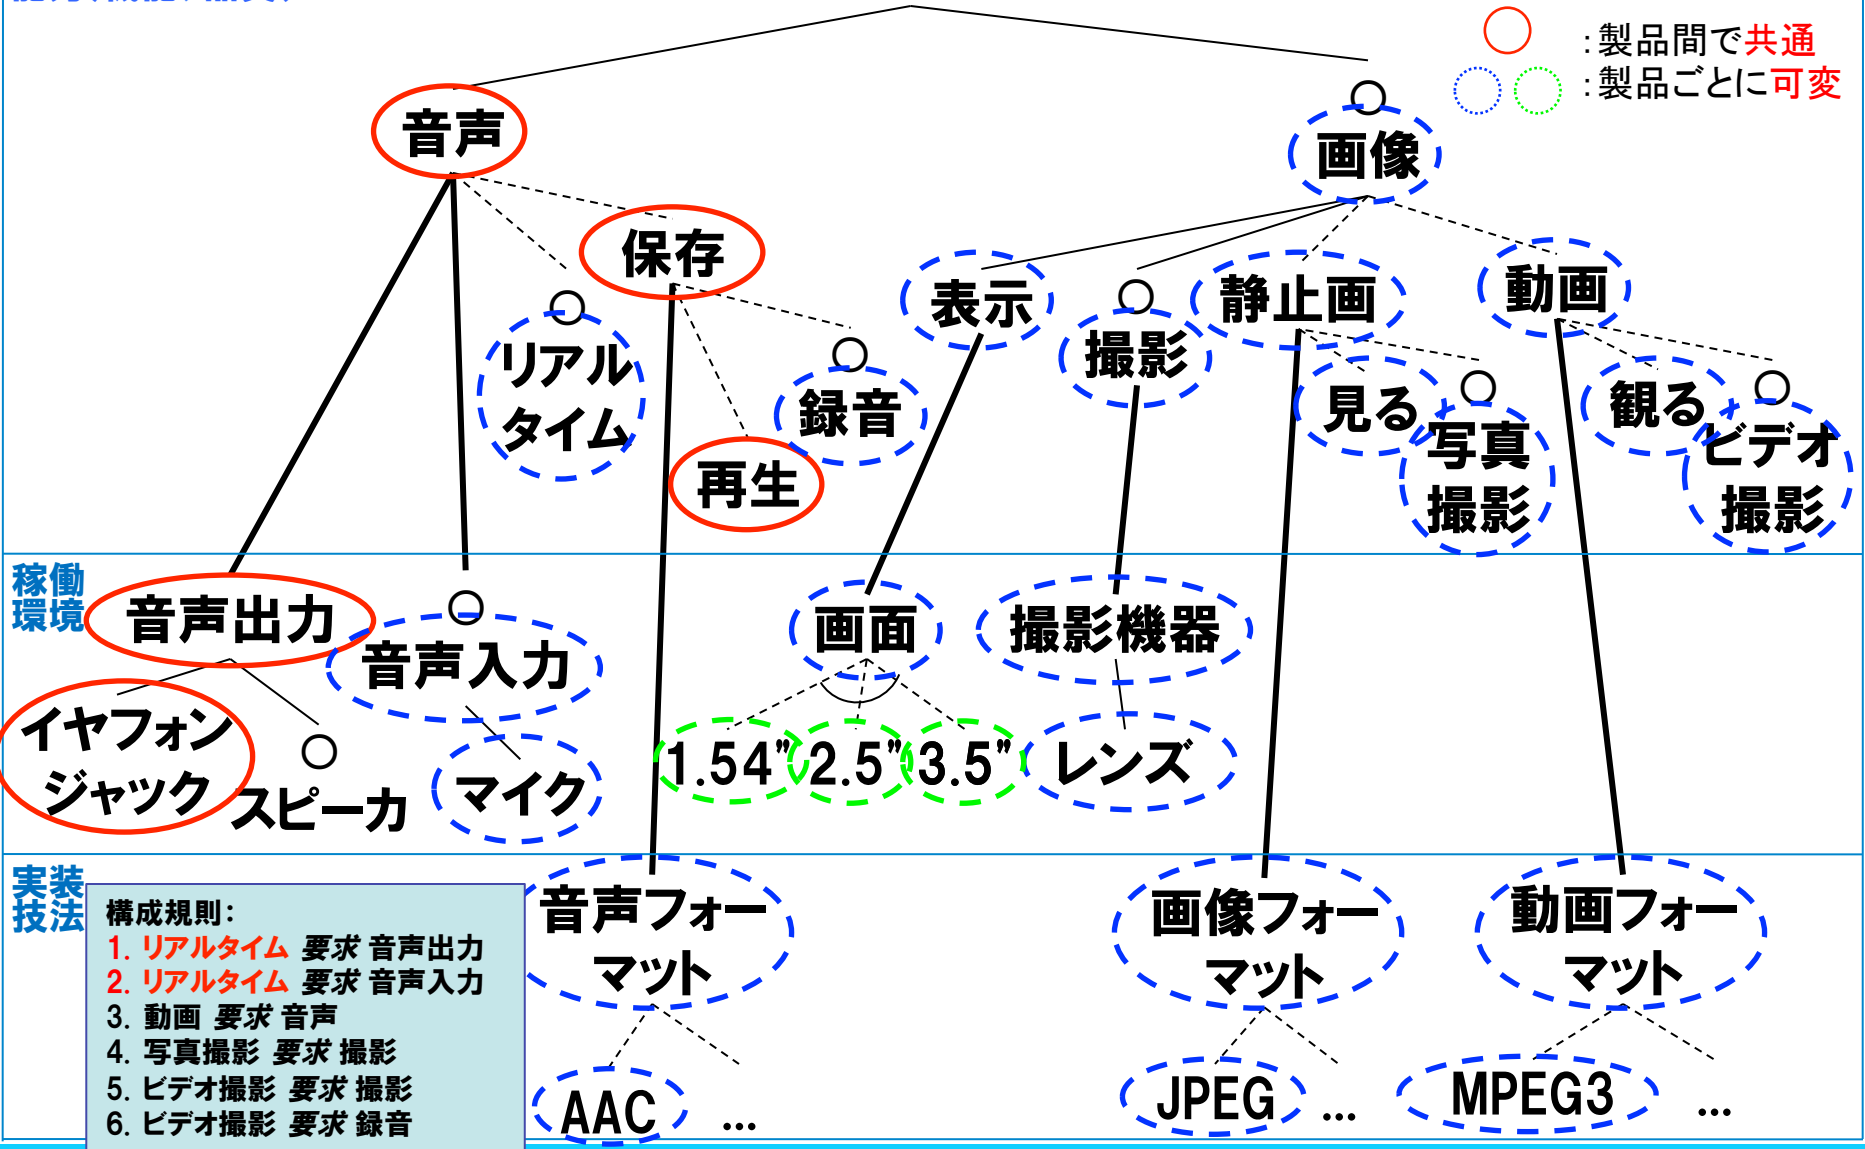 :製品間で共通
:製品ごとに可変
音声
画像
保存
表示
静止画
動画
リアル
タイム
撮影
録音
見る
観る
写真
撮影
ビデオ
撮影
再生
稼働
環境
音声出力
音声入力
画面
撮影機器
イヤフォン
ジャック
スピーカ
マイク
1.54"
2.5"
3.5"
レンズ
実装
技法
音声フォー
マット
画像フォー
マット
動画フォー
マット
AAC
...
JPEG
...
MPEG3
...
構成規則:
1. リアルタイム 要求 音声出力
2. リアルタイム 要求 音声入力
3. 動画 要求 音声
4. 写真撮影 要求 撮影
5. ビデオ撮影 要求 撮影
6. ビデオ撮影 要求 録音